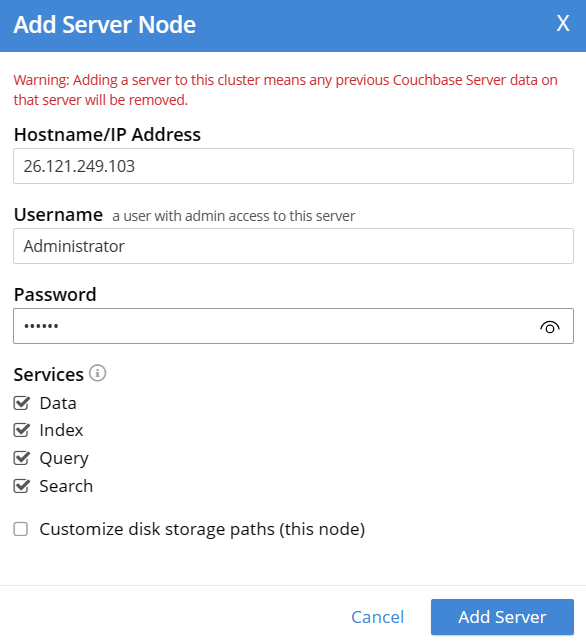 Add Server Node
X
Warning: Adding a server to this cluster means any previous Couchbase Server data on
that server will be removed.
Hostname/IP Address
26.121.249.103
Username a user with admin access to this server
Administrator
Password
••••••
Services
Data
Index
Query
Search
Customize disk storage paths (this node)
Cancel
Add Server